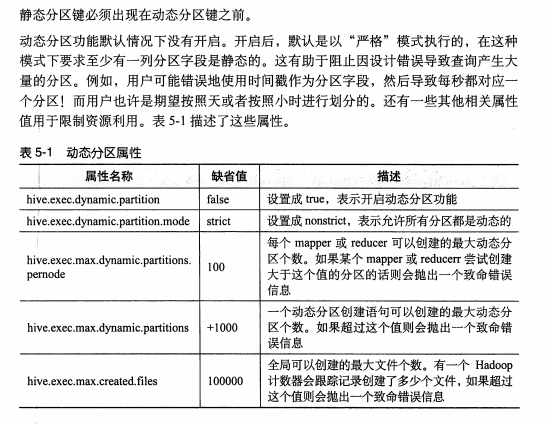 静态分区键必须出现在动态分区键之前。
动态分区功能默认情况下没有开启。开启后，默认是以“严格”模式执行的，在这种
模式下要求至少有一列分区字段是静态的。这有助于阻止因设计错误导致查询产生大
量的分区。例如，用户可能错误地使用时间戳作为分区字段，然后导致每秒都对应一
个分区！而用户也许是期望按照天或者按照小时进行划分的。还有一些其他相关属性
值用于限制资源利用。表 5-1 描述了这些属性。
表 5-1 动态分区属性
属性名称 缺省值 描述
hive.exec.dynamic.partition false 设置成 true，表示开启动态分区功能
hive.exec.dynamic.partition.mode strict 设置成 nonstrict，表示允许所有分区都是动态的
hive.exec.max.dynamic.partitions.
pernode
100
每个 mapper 或 reducer 可以创建的最大动态分
区个数。如果某个 mapper 或 reducerr 尝试创建
大于这个值的分区的话则会抛出一个致命错误
信息
hive.exec.max.dynamic.partitions
+1000
一个动态分区创建语句可以创建的最大动态分
区个数。如果超过这个值则会抛出一个致命错
误信息
hive.exec.max.created.files
100000
全局可以创建的最大文件个数。有一个 Hadoop
计数器会跟踪记录创建了多少个文件，如果超过
这个值则会抛出一个致命错误信息